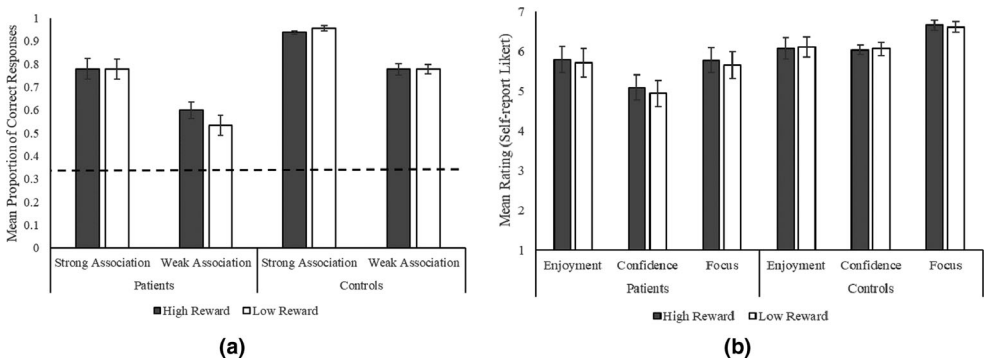 Mean Proportion of Correct Responses
1
0.9
0.8
0.7
0.6
0.5
0.4
0.3
0.2
0.1
0
Strong Association Weak Association Strong Association Weak Association
Patients Controls
High Reward Low Reward
(a)
Mean Rating (Self-report Likert)
7
6
5
4
3
2
1
Enjoyment Confidence Focus Enjoyment Confidence Focus
Patients Controls
High Reward Low Reward
(b)